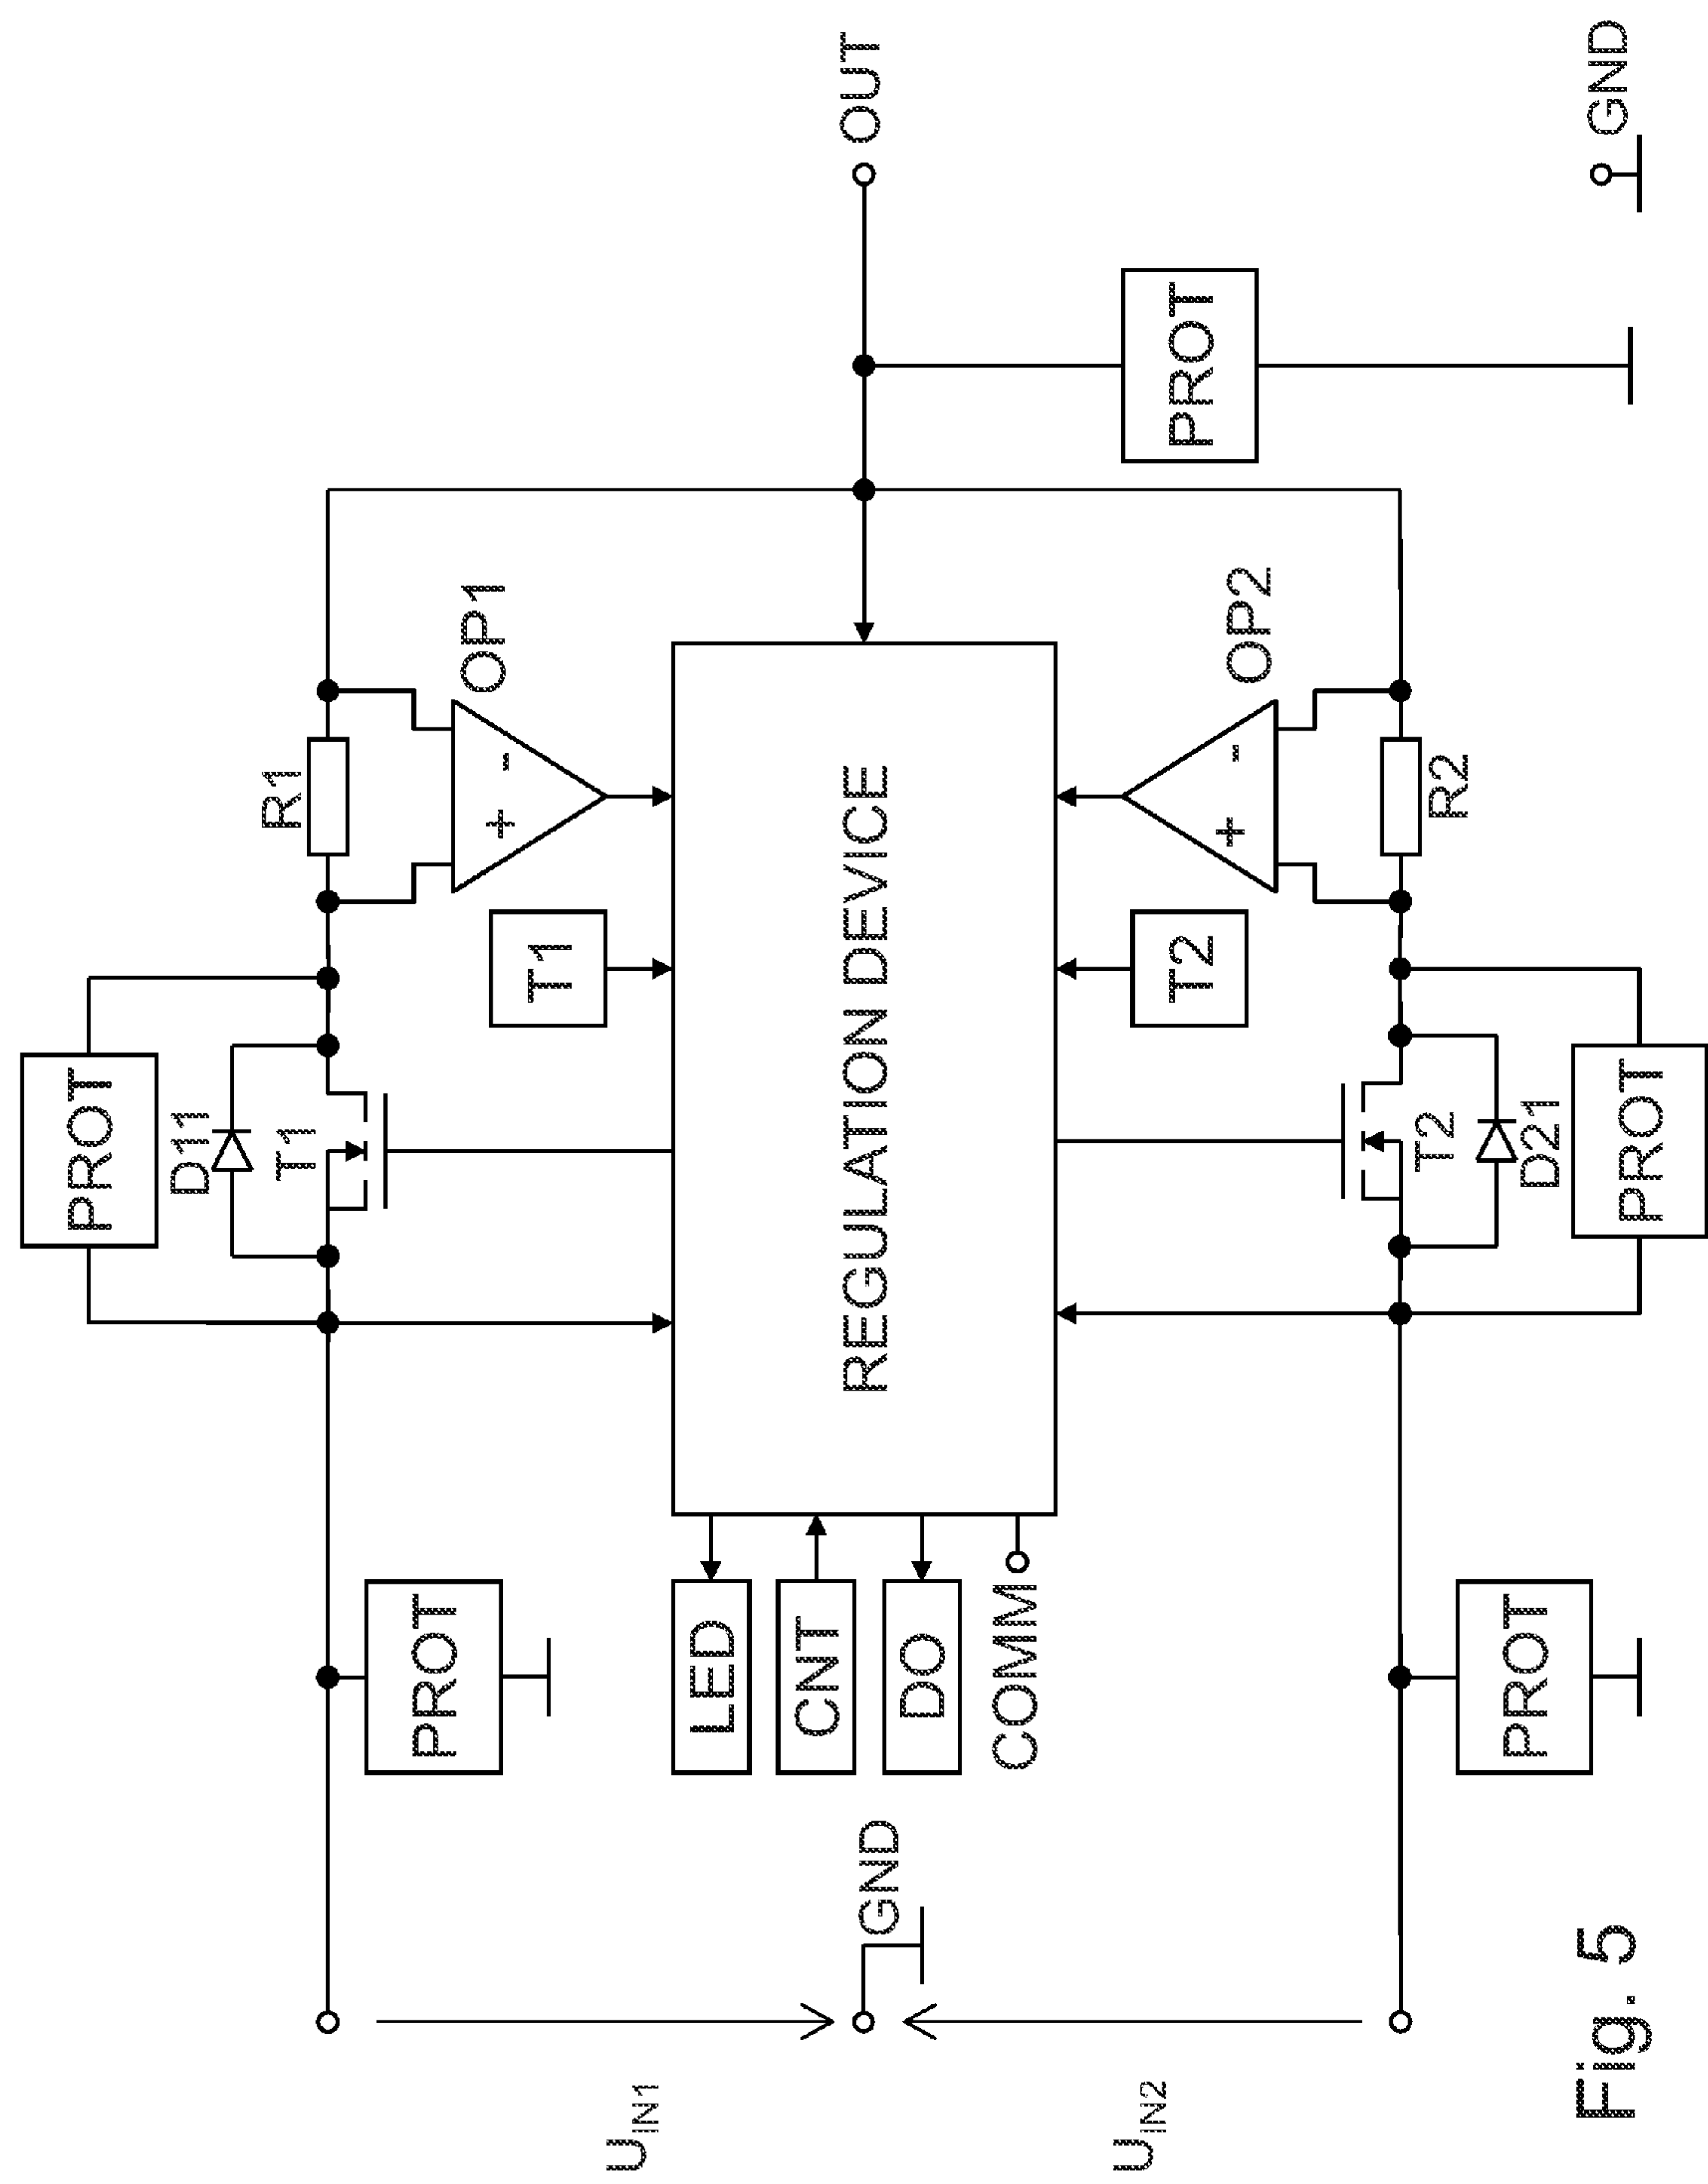 PROT
D11
T1
R1
OP1
T1
PROT
U_IN1
GND
LED
CNT
DO
COMM
REGULATION DEVICE
OUT
PROT
GND
T2
OP2
U_IN2
PROT
T2
D21
R2
PROT
Fig. 5